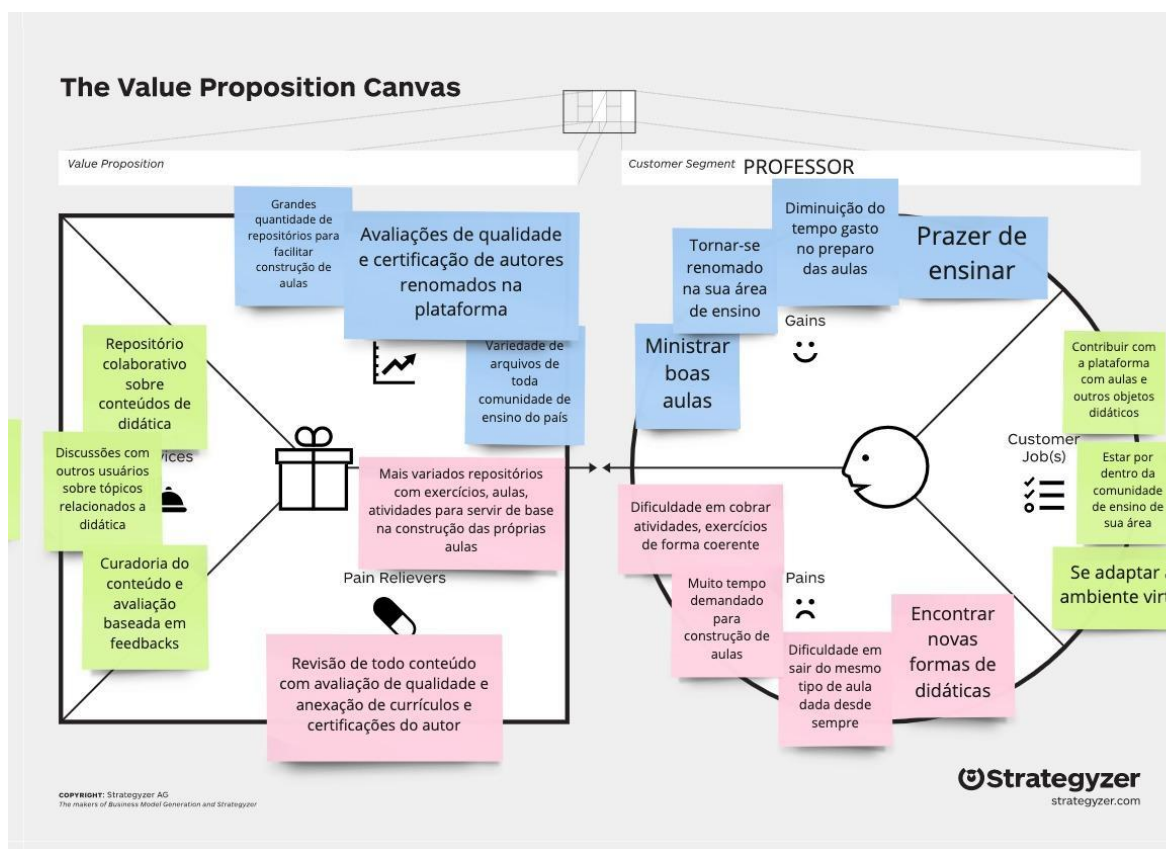 The Value Proposition Canvas
Value Proposition
Customer Segment PROFESSOR
Grandes
quantidade de
repositórios para
facilitar
construção de
aulas
Avaliações de qualidade
e certificação de autores
renomados na
plataforma
Variedade de
arquivos de
toda
comunidade de
ensino do país
Repositório
colaborativo
sobre
conteúdos de
didática
Discussões com
outros usuários
sobre tópicos
relacionados a
didática
Curadoria do
conteúdo e
avaliação
baseada em
feedbacks
Mais variados repositórios
com exercícios, aulas,
atividades para servir de base
na construção das próprias
aulas
Pain Relievers
Revisão de todo conteúdo
com avaliação de qualidade e
anexação de currículos e
certificações do autor
Ministrar
boas
aulas
Tornar-se
renomado
na sua área
de ensino
Diminuição do
tempo gasto
no preparo
das aulas
Prazer de
ensinar
Gains
Contribuir com
a plataforma
com aulas e
outros objetos
didáticos
Customer
Job(s)
Estar por
dentro da
comunidade
de ensino de
sua área
Se adaptar
ambiente
Dificuldade em cobrar
atividades, exercícios
de forma coerente
Pains
Muito tempo
demandado
para
construção de
aulas
Dificuldade em
sair do mesmo
tipo de aula
dada desde
sempre
Encontrar
novas
formas de
didáticas
COPYRIGHT: Strategyzer AG
The makers of Business Model Generation and Strategyzer
Strategyzer
strategyzer.com